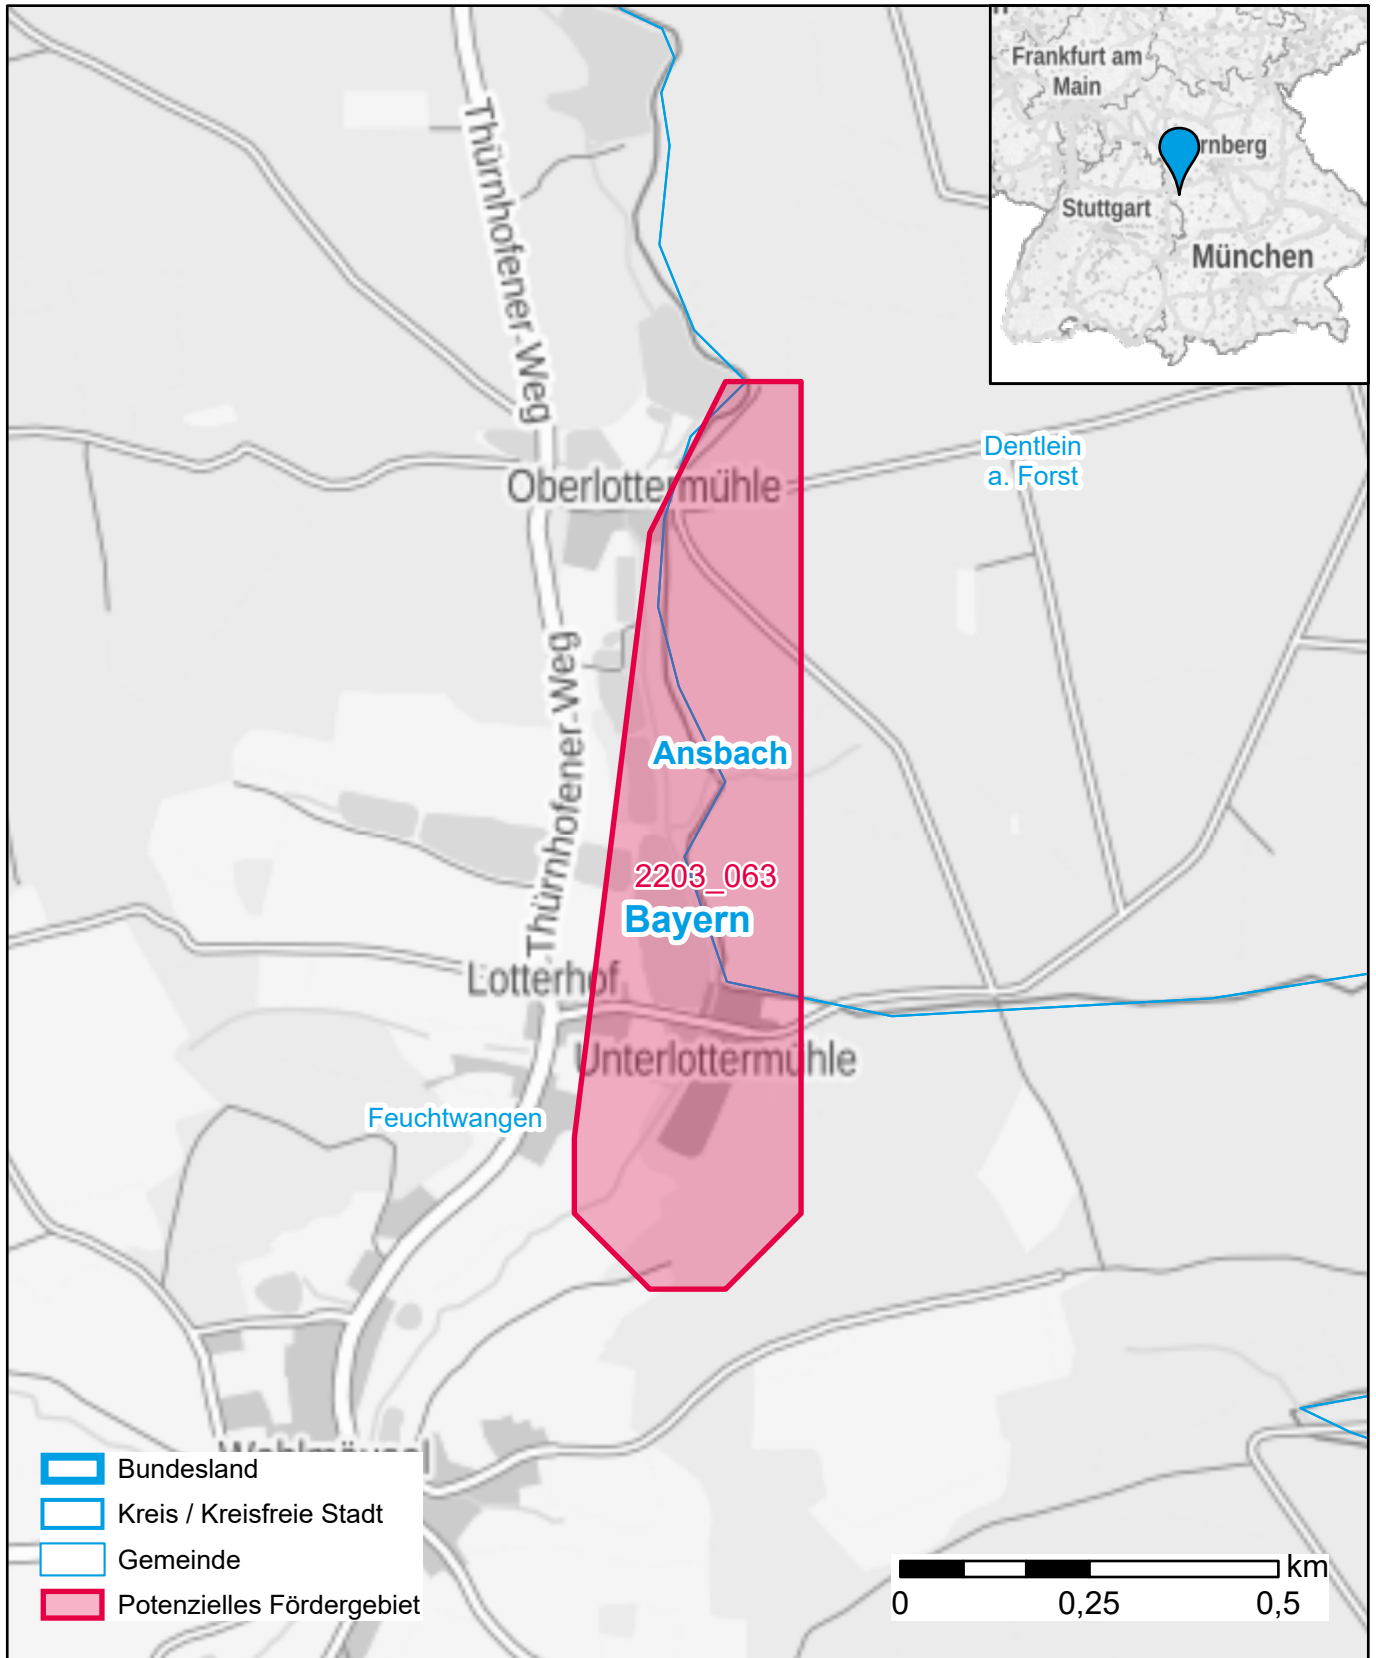 Frankfurt am
Main
rnberg
Stuttgart
München
Thürnhofener-Weg
Dentlein
a. Forst
Oberlottermühle
Thürnhofener-Weg
Ansbach
2203_063
Bayern
Lotterhof
Unterlottermühle
Feuchtwangen
Bundesland
Kreis / Kreisfreie Stadt
Gemeinde
Potenzielles Fördergebiet
km
0 0,25 0,5